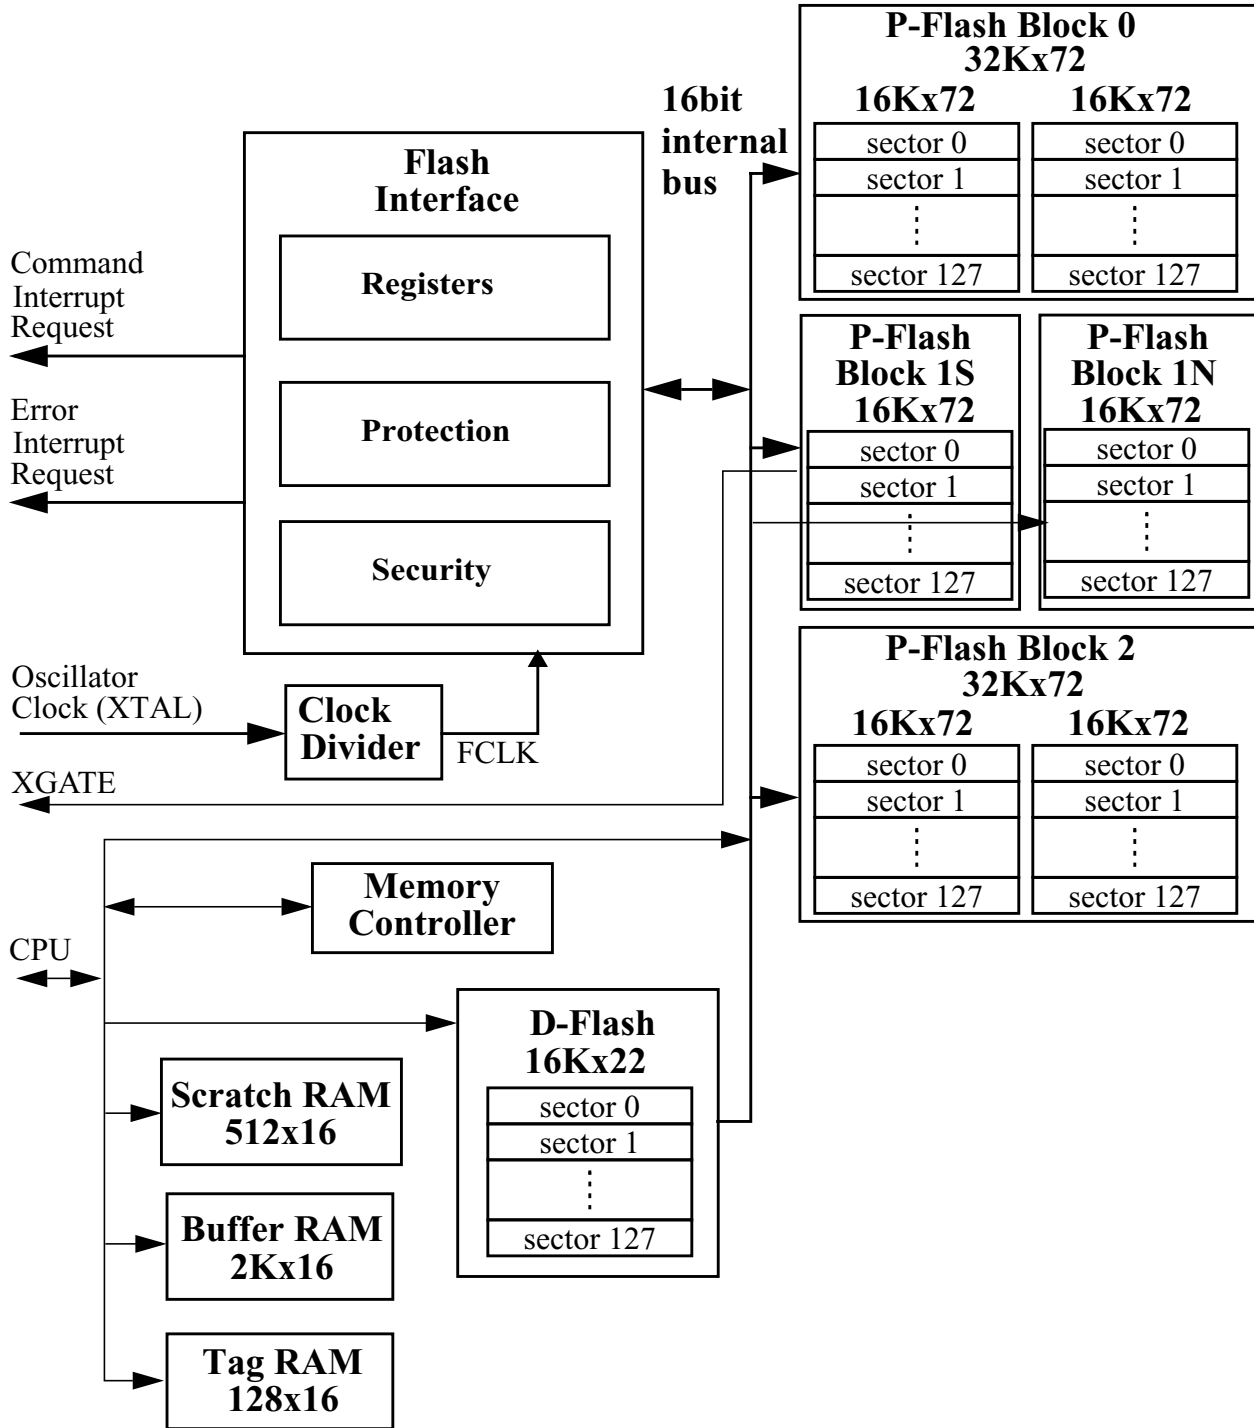 P-Flash Block 0
32Kx72
16Kx72
16Kx72
sector 0
sector 1
sector 127
sector 0
sector 1
sector 127
16bit
internal
bus
Flash
Interface
Registers
Protection
Security
Command
Interrupt
Request
Error
Interrupt
Request
P-Flash
Block 1S
16Kx72
sector 0
sector 1
sector 127
P-Flash
Block 1N
16Kx72
sector 0
sector 1
sector 127
Oscillator
Clock (XTAL)
Clock
Divider
FCLK
XGATE
P-Flash Block 2
32Kx72
16Kx72
16Kx72
sector 0
sector 1
sector 127
sector 0
sector 1
sector 127
Memory
Controller
CPU
D-Flash
16Kx22
sector 0
sector 1
sector 127
Scratch RAM
512x16
Buffer RAM
2Kx16
Tag RAM
128x16